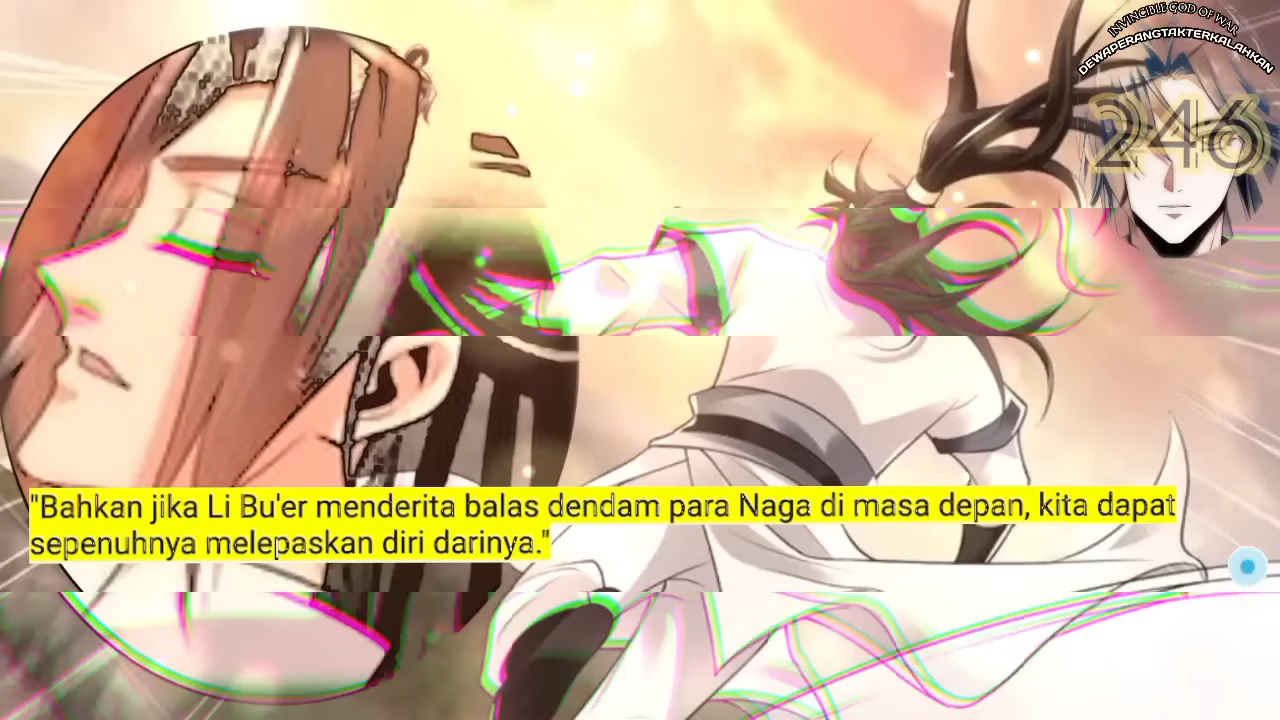 INVINCIBLE GOD OF WAR
DEWAPERANGTAKTERKALAHKAN
246
"Bahkan jika Li Bu'er menderita balas dendam para Naga di masa depan, kita dapat
sepenuhnya melepaskan diri darinya."